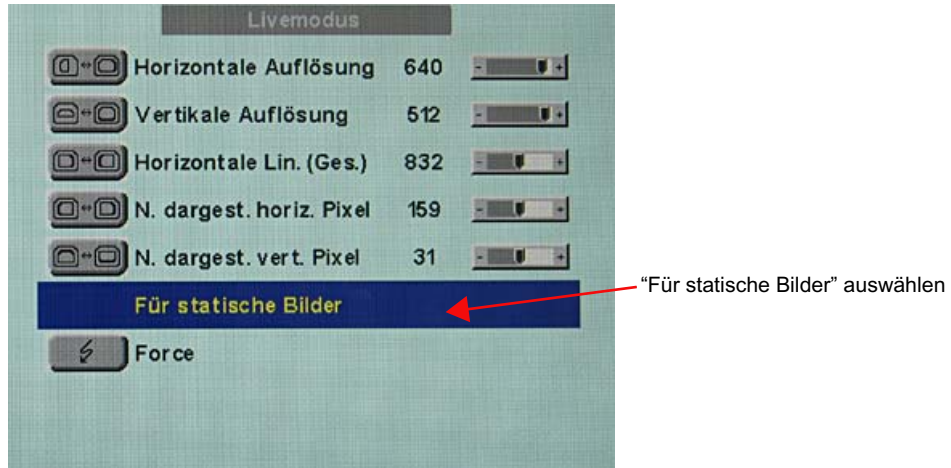 Livemodus
Horizontale Auflösung 640 - +
Vertikale Auflösung 512 - +
Horizontale Lin. (Ges.) 832 - +
N. dargest. horiz. Pixel 159 - +
N. dargest. vert. Pixel 31 - +
Für statische Bilder
“Für statische Bilder” auswählen
Force